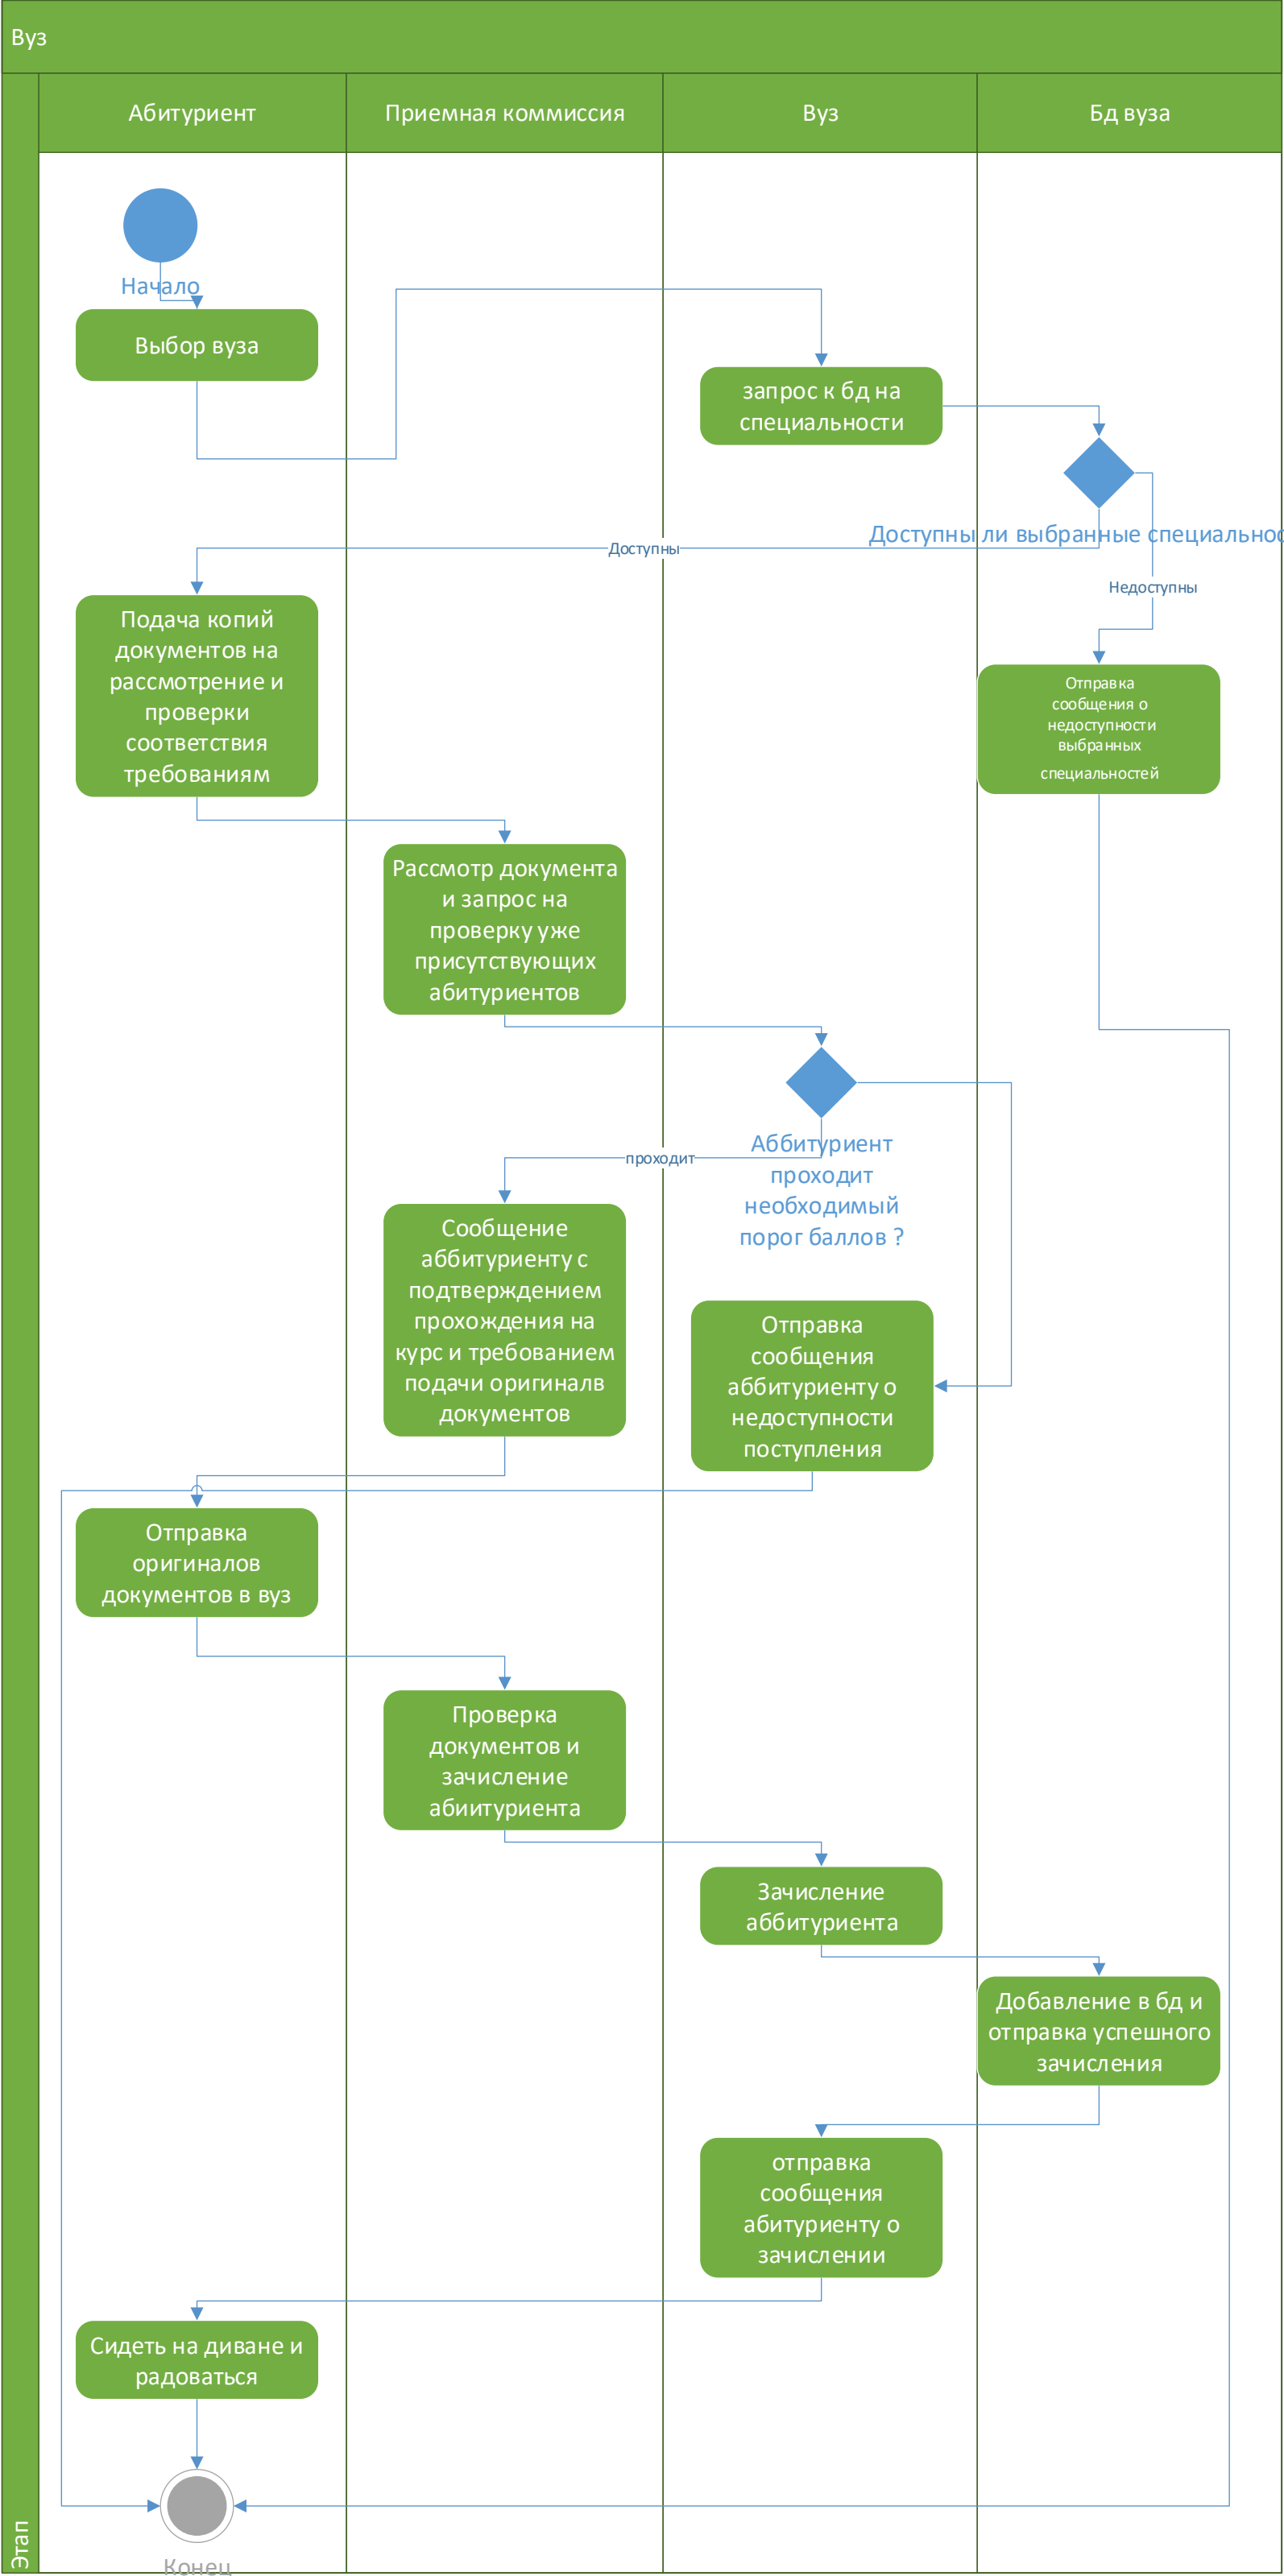 Вуз
Абитуриент
Приемная коммиссия
Вуз
Бд вуза
Начало
Выбор вуза
запрос к бд на
специальности
Доступны ли выбранные специальнос
Доступны
Недоступны
Подача копий
документов на
рассмотрение и
проверки
соответствия
требованиям
Отправка
сообщения о
недоступности
выбранных
специальностей
Рассмотр документа
и запрос на
проверку уже
присутствующих
абитуриентов
Аббитуриент
проходит
необходимый
порог баллов ?
проходит
Сообщение
аббитуриенту с
подтверждением
прохождения на
курс и требованием
подачи оригиналв
документов
Отправка
сообщения
аббитуриенту о
недоступности
поступления
Отправка
оригиналов
документов в вуз
Проверка
документов и
зачисление
абиитуриента
Зачисление
аббитуриента
Добавление в бд и
отправка успешного
зачисления
отправка
сообщения
абитуриенту о
зачислении
Сидеть на диване и
радоваться
Конец
Этап